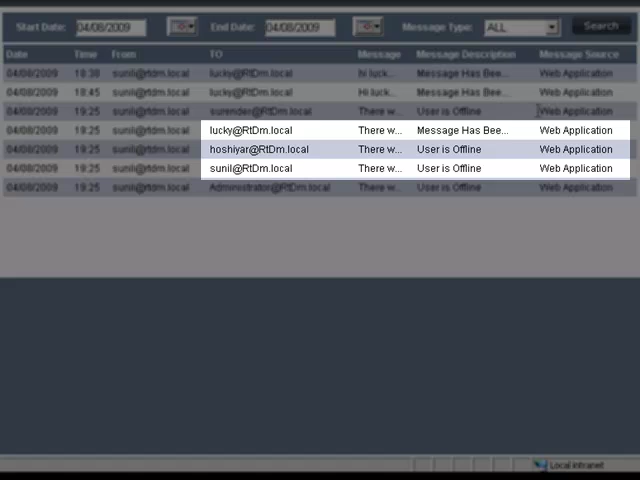 Start Date: 04/08/2009 End Date: 04/08/2009 Message Type: ALL Search
Date Time From TO Message Message Description Message Source
04/08/2009 18:38 sunil@rtdm.local lucky@RtDm.local hi luck... Message Has Bee... Web Application
04/08/2009 18:45 sunil@rtdm.local lucky@RtDm.local Hi luck... Message Has Bee... Web Application
04/08/2009 19:25 sunil@rtdm.local surender@RtDm.local There w... User is Offline Web Application
04/08/2009 19:25 sunil@rtdm.local lucky@RtDm.local There w... Message Has Bee... Web Application
04/08/2009 19:25 sunil@rtdm.local hoshiyar@RtDm.local There w... User is Offline Web Application
04/08/2009 19:25 sunil@rtdm.local sunil@RtDm.local There w... User is Offline Web Application
04/08/2009 19:25 sunil@rtdm.local Administrator@RtDm.local There w... User is Offline Web Application
Local intranet